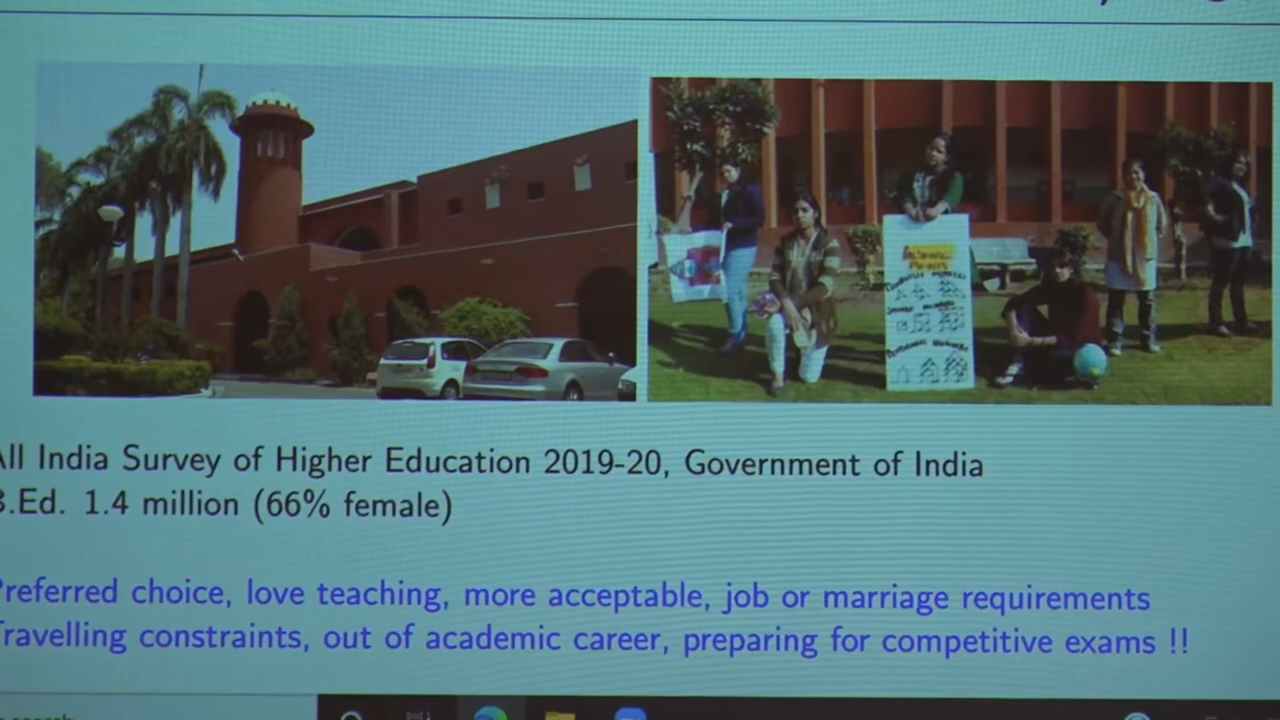 All India Survey of Higher Education 2019-20, Government of India
B.Ed. 1.4 million (66% female)
Preferred choice, love teaching, more acceptable, job or marriage requirements
Travelling constraints, out of academic career, preparing for competitive exams !!